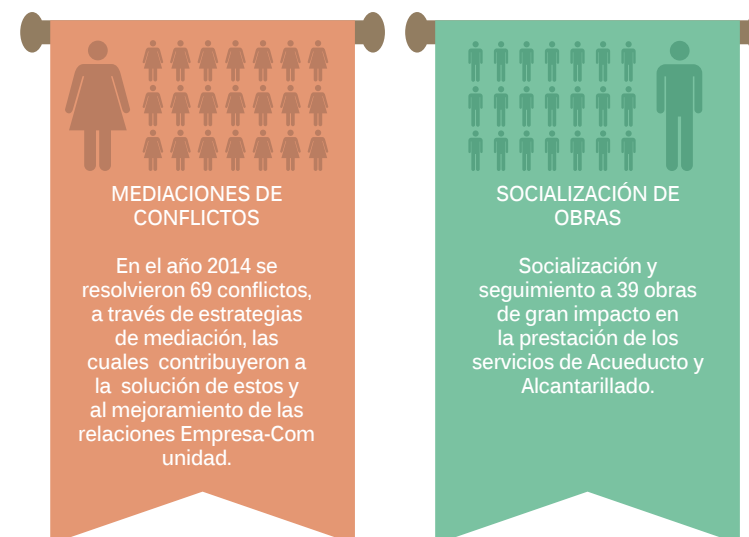 MEDIACIONES DE
CONFLICTOS
En el año 2014 se
resolvieron 69 conflictos,
a través de estrategias
de mediación, las
cuales contribuyeron a
la solución de estos y
al mejoramiento de las
relaciones Empresa-Com
unidad.
SOCIALIZACIÓN DE
OBRAS
Socialización y
seguimiento a 39 obras
de gran impacto en
la prestación de los
servicios de Acueducto y
Alcantarillado.